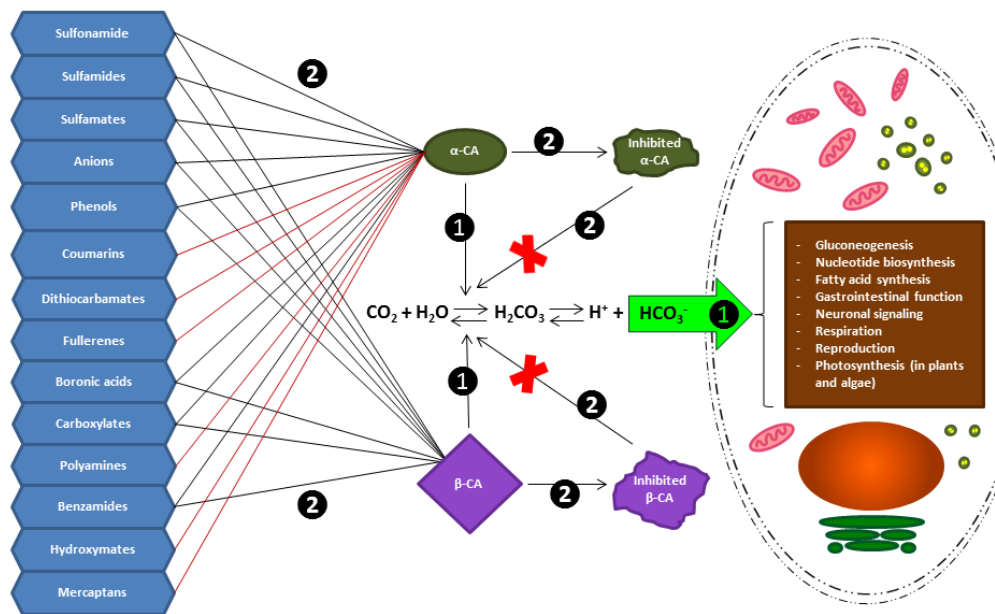 Sulfonamide
Sulfamides
Sulfamates
Anions
Phenols
Coumarins
Dithiocarbamates
Fullerenes
Boronic acids
Carboxylates
Polyamines
Benzamides
Hydroxymates
Mercaptans
2
2
α-CA
2
Inhibited
α-CA
1
2
CO2 + H2O H2CO3 H+ + HCO3- 1
1
2
β-CA
2
Inhibited
β-CA
- Gluconeogenesis
- Nucleotide biosynthesis
- Fatty acid synthesis
- Gastrointestinal function
- Neuronal signaling
- Respiration
- Reproduction
- Photosynthesis (in plants
and algae)